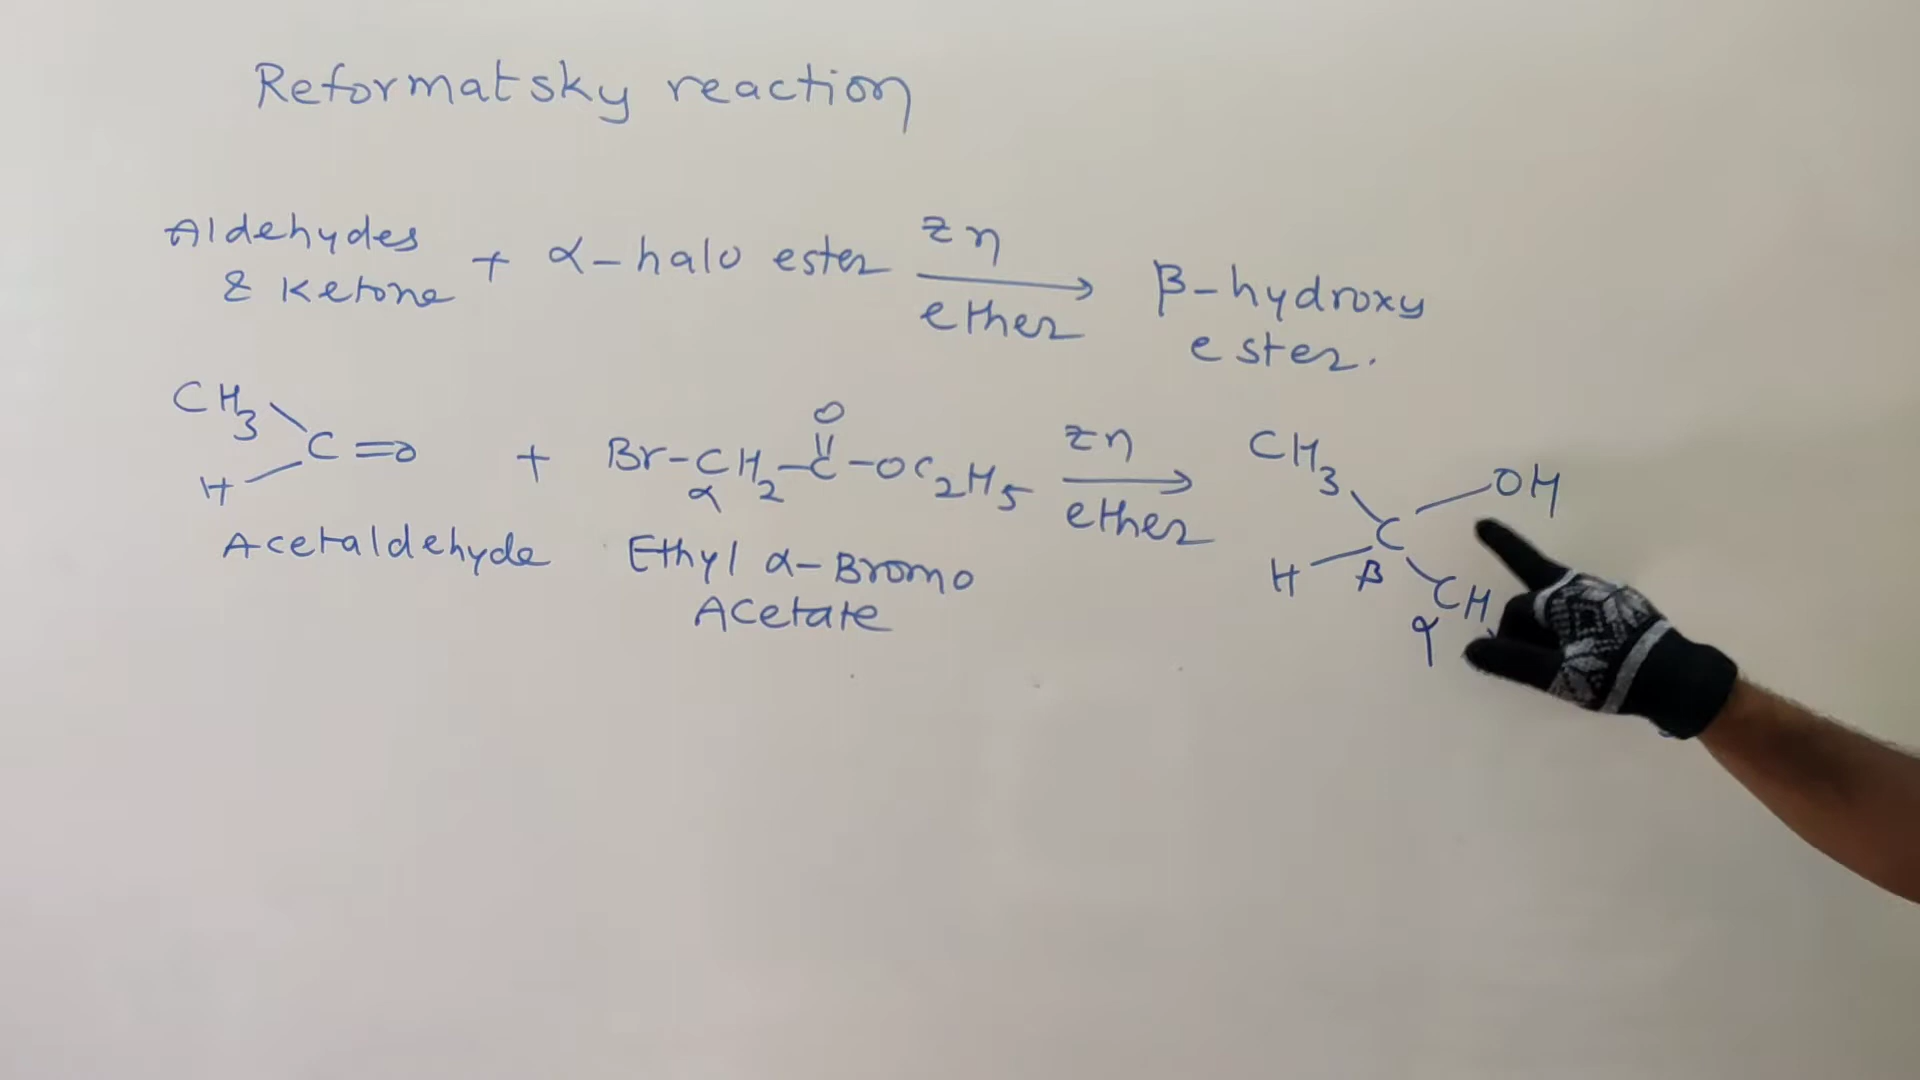 Reformatsky reaction
Aldehydes & Ketone + α-halo ester Zn ether → β-hydroxy ester.
CH3 H C=O + Br-CH2-C(=O)-OC2H5 Zn ether → CH3 H C OH CH
α β α
Acetaldehyde Ethyl α-Bromo
Acetate